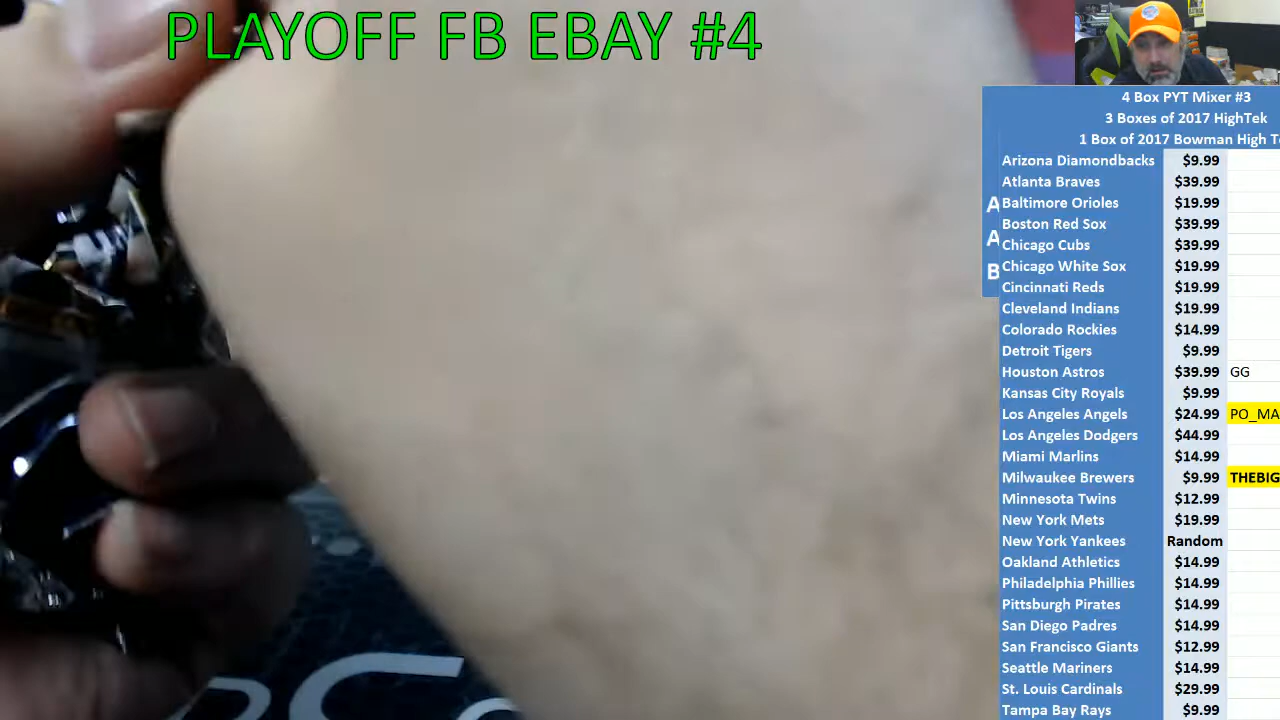 PLAYOFF FB EBAY #4
4 Box PYT Mixer #3
3 Boxes of 2017 HighTek
1 Box of 2017 Bowman High T
Arizona Diamondbacks $9.99
Atlanta Braves $39.99
A Baltimore Orioles $19.99
Boston Red Sox $39.99
A Chicago Cubs $39.99
B Chicago White Sox $19.99
Cincinnati Reds $19.99
Cleveland Indians $19.99
Colorado Rockies $14.99
Detroit Tigers $9.99
Houston Astros $39.99 GG
Kansas City Royals $9.99
Los Angeles Angels $24.99 PO_MA
Los Angeles Dodgers $44.99
Miami Marlins $14.99
Milwaukee Brewers $9.99 THEBIG
Minnesota Twins $12.99
New York Mets $19.99
New York Yankees Random
Oakland Athletics $14.99
Philadelphia Phillies $14.99
Pittsburgh Pirates $14.99
San Diego Padres $14.99
San Francisco Giants $12.99
Seattle Mariners $14.99
St. Louis Cardinals $29.99
Tampa Bay Rays $9.99